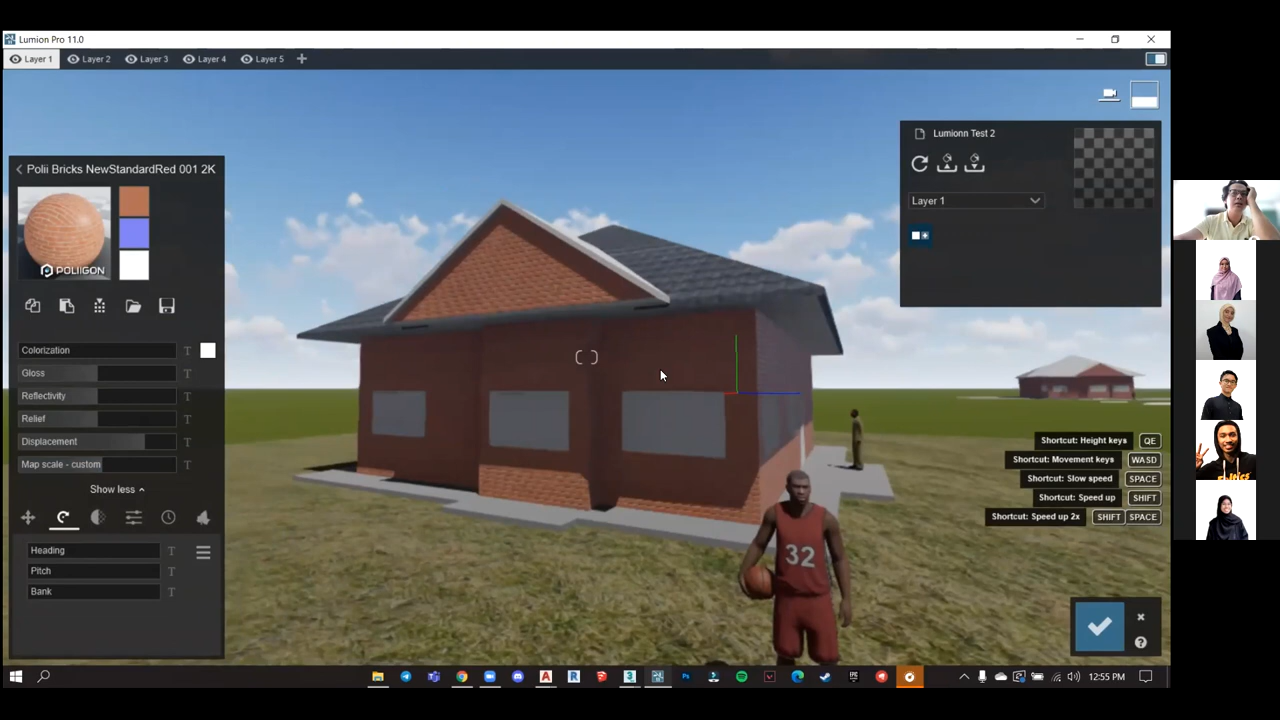 Lumion Pro 11.0
Layer 1
Layer 2
Layer 3
Layer 4
Layer 5
Polii Bricks NewStandardRed 001 2K
POLIIGON
Colorization
T
Gloss
T
Reflectivity
T
Relief
T
Displacement
T
Map scale - custom
T
Show less
Heading
T
Pitch
T
Bank
T
Lumionn Test 2
Layer 1
Shortcut: Height keys QE
Shortcut: Movement keys WASD
Shortcut: Slow speed SPACE
Shortcut: Speed up SHIFT
Shortcut: Speed up 2x SHIFT SPACE
32
12:55 PM